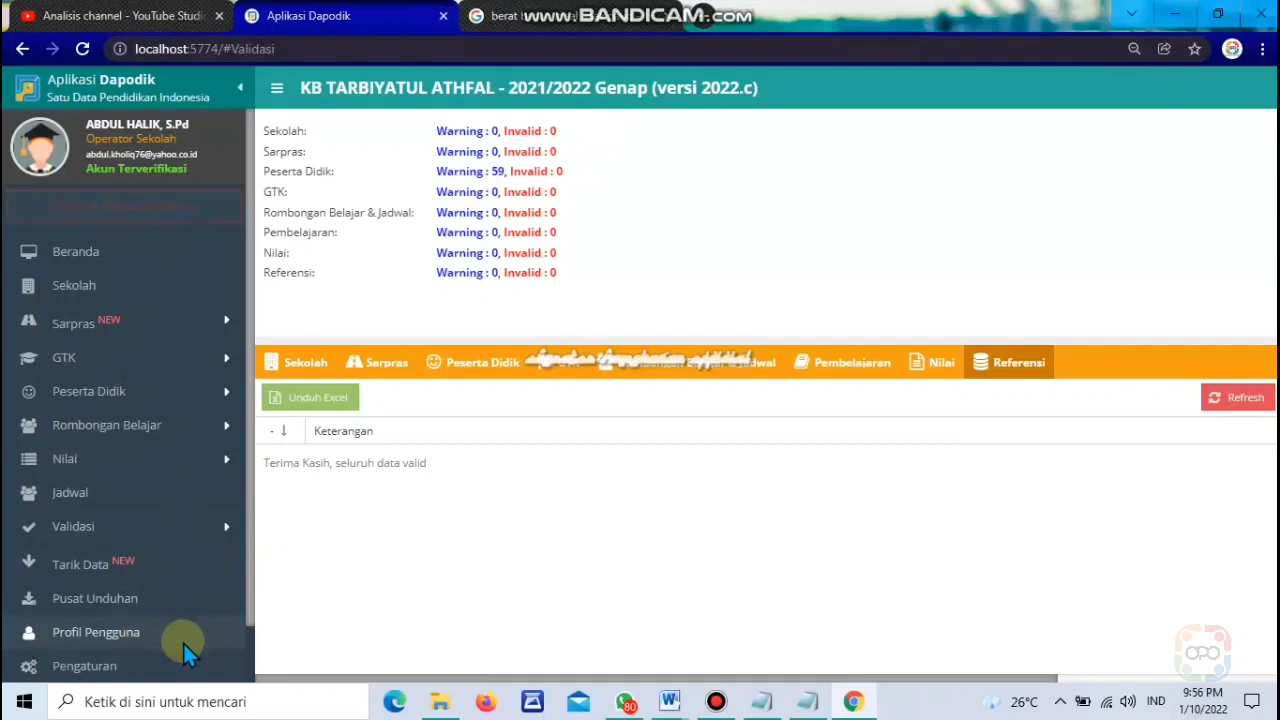 Analisis channel - YouTube Studio
Aplikasi Dapodik
berat
www.BANDICAM.com
localhost:5774/#Validasi
Aplikasi Dapodik
Satu Data Pendidikan Indonesia
KB TARBIYATUL ATHFAL - 2021/2022 Genap (versi 2022.c)
ABDUL HALIK, S.Pd
Operator Sekolah
abdul.kholiq76@yahoo.co.id
Akun Terverifikasi
Sekolah: Warning : 0, Invalid : 0
Sarpras: Warning : 0, Invalid : 0
Peserta Didik: Warning : 59, Invalid : 0
GTK: Warning : 0, Invalid : 0
Rombongan Belajar & Jadwal: Warning : 0, Invalid : 0
Pembelajaran: Warning : 0, Invalid : 0
Nilai: Warning : 0, Invalid : 0
Referensi: Warning : 0, Invalid : 0
Beranda
Sekolah
Sarpras NEW
GTK
Peserta Didik
Rombongan Belajar
Nilai
Jadwal
Validasi
Tarik Data NEW
Pusat Unduhan
Profil Pengguna
Pengaturan
Sekolah Sarpras Peserta Didik Jadwal Pembelajaran Nilai Referensi
Unduh Excel Refresh
- Keterangan
Terima Kasih, seluruh data valid
OPO
Ketik di sini untuk mencari
80
26°C
IND
9:56 PM
1/10/2022